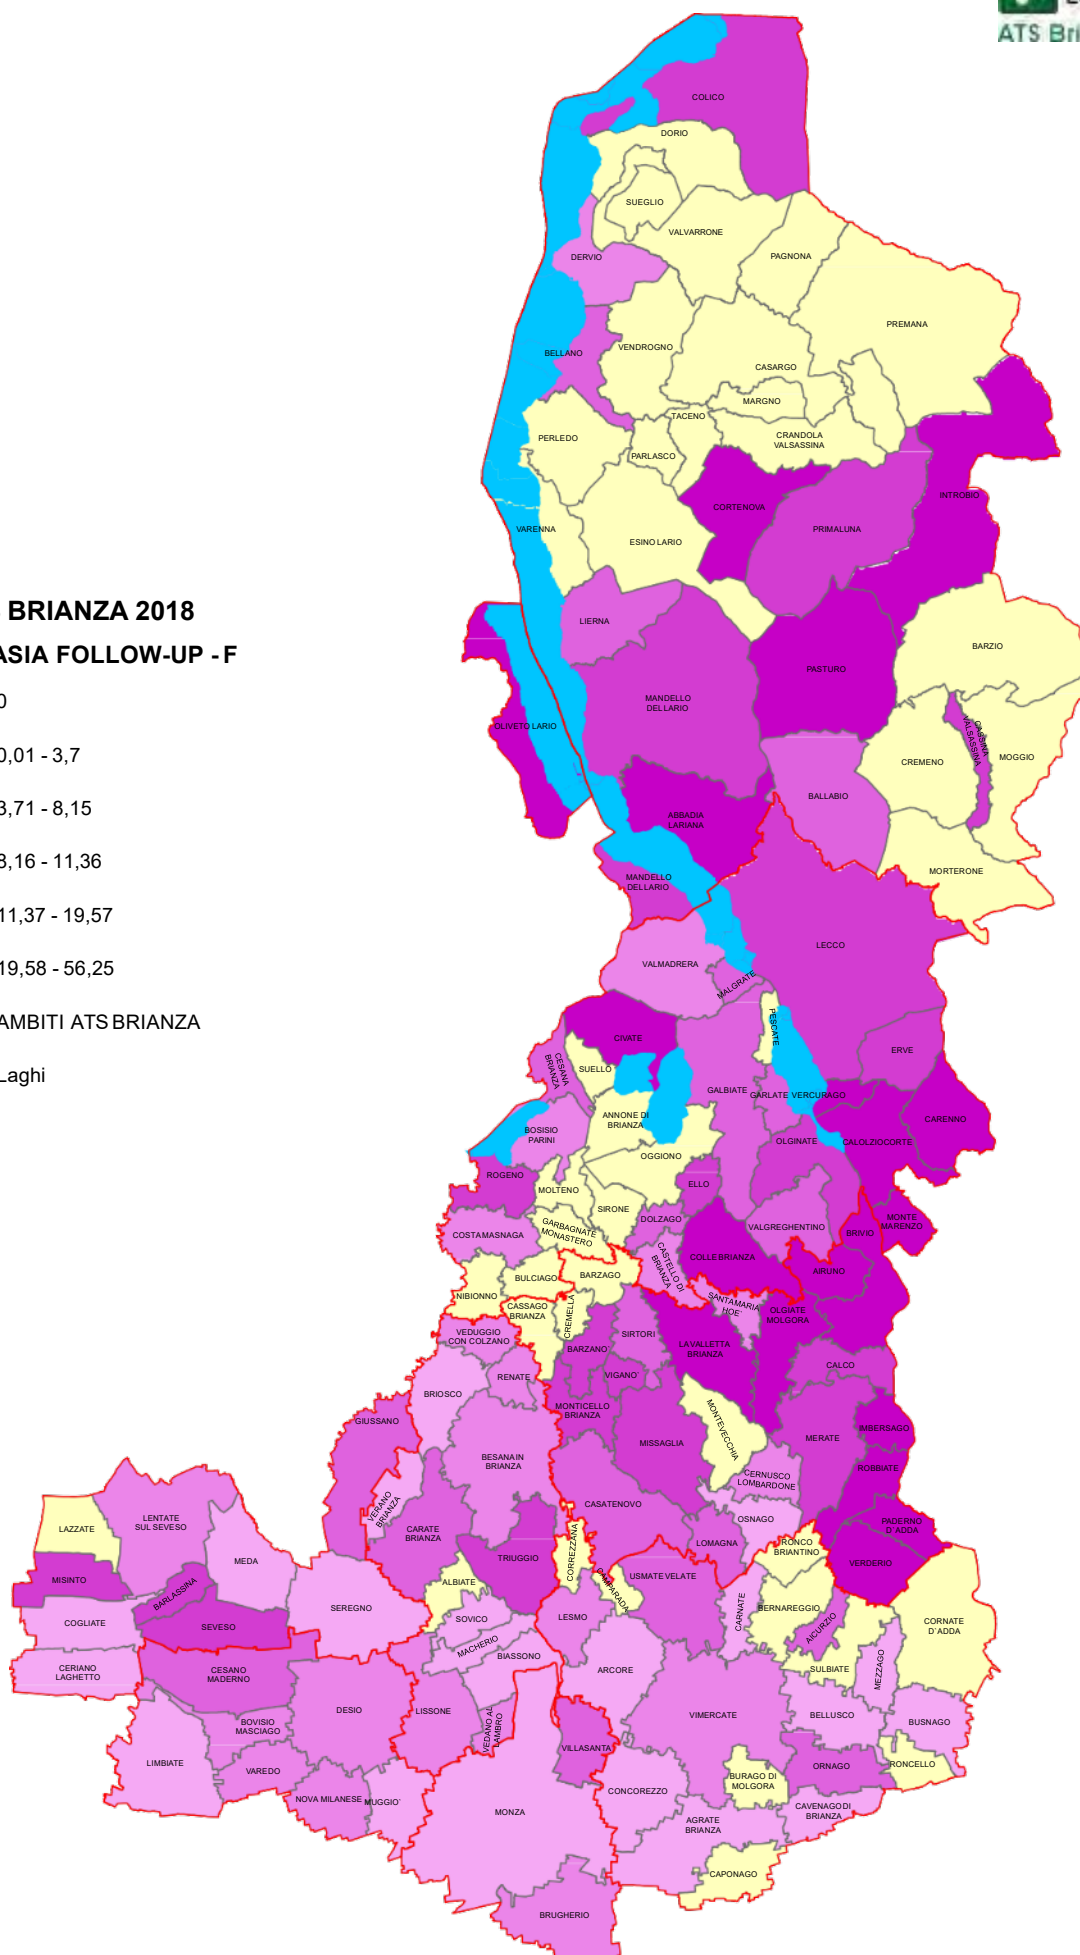 ATS Bri
BRIANZA 2018
ASIA FOLLOW-UP - F
0
0,01 - 3,7
3,71 - 8,15
8,16 - 11,36
11,37 - 19,57
19,58 - 56,25
AMBITI ATS BRIANZA
Laghi
COLICO
DORIO
SUEGLIO
VALVARRONE
PAGNONA
DERVIO
PREMANA
VENDROGNO
BELLANO
CASARGO
MARGNO
TACENO
CRANDOLA
VALSASSINA
PERLEDO
PARLASCO
CORTENOVA
INTROBIO
PRIMALUNA
VARENNA
ESINO LARIO
LIERNA
BARZIO
PASTURO
MANDELLO
DEL LARIO
OLIVETO LARIO
CASSINA
VALSASSINA
MOGGIO
CREMENO
BALLABIO
ABBADIA
LARIANA
MORTERONE
MANDELLO
DEL LARIO
LECCO
VALMADRERA
MALGRATE
PESCATE
CIVATE
ERVE
CESANA
BRIANZA
SUELLO
GALBIATE
GARLATE
VERCURAGO
CARENNO
ANNONE DI
BRIANZA
BOSISIO
PARINI
OLGINATE
CALOLZIOCORTE
OGGIONO
ROGENO
ELLO
MOLTENO
SIRONE
DOLZAGO
MONTE
MARENZO
GARBAGNATE
MONASTERO
VALGREGHENTINO
BRIVIO
COSTA MASNAGA
COLLE BRIANZA
CASTELLO DI
BRIANZA
AIRUNO
BULCIAGO
BARZAGO
NIBIONNO
SANTA MARIA
HOE'
OLGIATE
MOLGORA
CASSAGO
BRIANZA
CREMELLA
SIRTORI
VEDUGGIO
CON COLZANO
BARZANO'
LA VALLETTA
BRIANZA
CALCO
RENATE
VIGANO'
BRIOSCO
MONTICELLO
BRIANZA
GIUSSANO
MONTEVECCHIA
IMBERSAGO
MERATE
MISSAGLIA
BESANA IN
BRIANZA
ROBBIATE
CERNUSCO
LOMBARDONE
VERANO
BRIANZA
CASATENOVO
OSNAGO
PADERNO
D'ADDA
LENTATE
SUL SEVESO
LAZZATE
CARATE
BRIANZA
CORREZZANA
LOMAGNA
RONCO
BRIANTINO
VERDERIO
MEDA
TRIUGGIO
MISINTO
ALBIATE
CAMPARADA
USMATE VELATE
BARLASSINA
SEREGNO
BERNAREGGIO
CARNATE
COGLIATE
SOVICO
LESMO
CORNATE
D'ADDA
SEVESO
AICURZIO
MACHERIO
BIASSONO
CERIANO
LAGHETTO
CESANO
MADERNO
ARCORE
SULBIATE
MEZZAGO
DESIO
LISSONE
VEDANO AL
LAMBRO
VIMERCATE
BELLUSCO
BUSNAGO
BOVISIO
MASCIAGO
VILLASANTA
LIMBIATE
VAREDO
ORNAGO
RONCELLO
BURAGO DI
MOLGORA
CONCOREZZO
NOVA MILANESE
MUGGIO'
MONZA
CAVENAGO DI
BRIANZA
AGRATE
BRIANZA
CAPONAGO
BRUGHERIO